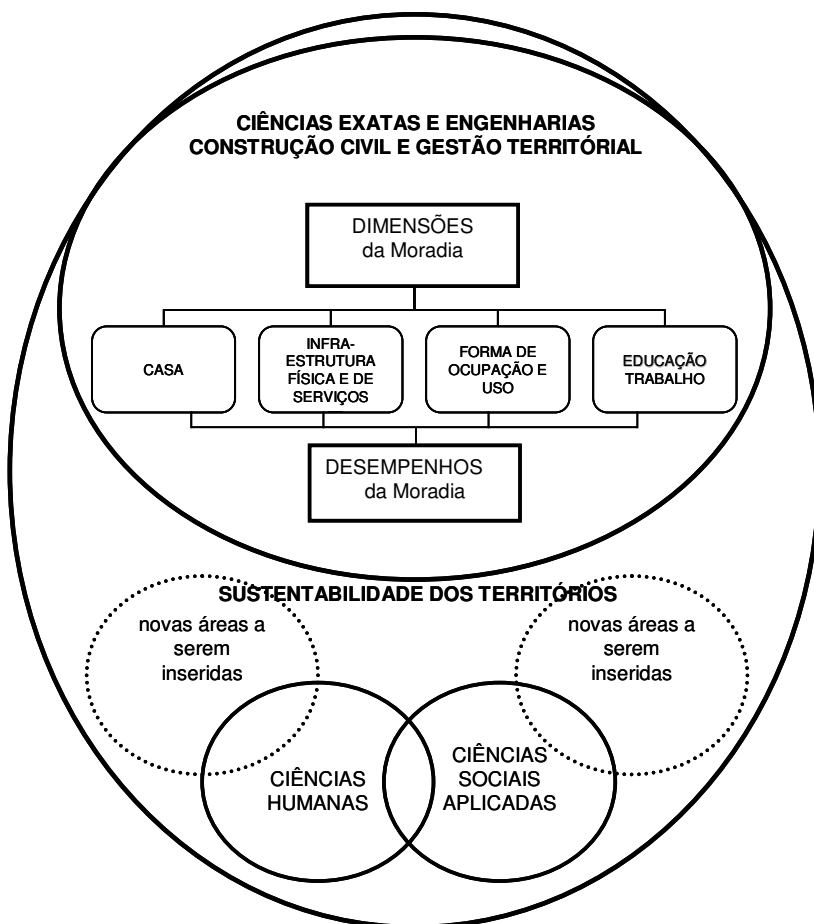 CIÊNCIAS EXATAS E ENGENHARIAS
CONSTRUÇÃO CIVIL E GESTÃO TERRITÓRIAL
DIMENSÕES
da Moradia
CASA
INFRA-
ESTRUTURA
FÍSICA E DE
SERVIÇOS
FORMA DE
OCUPAÇÃO E
USO
EDUCAÇÃO
TRABALHO
DESEMPENHOS
da Moradia
SUSTENTABILIDADE DOS TERRITÓRIOS
novas áreas a
serem
inseridas
novas áreas a
serem
inseridas
CIÊNCIAS
HUMANAS
CIÊNCIAS
SOCIAIS
APLICADAS